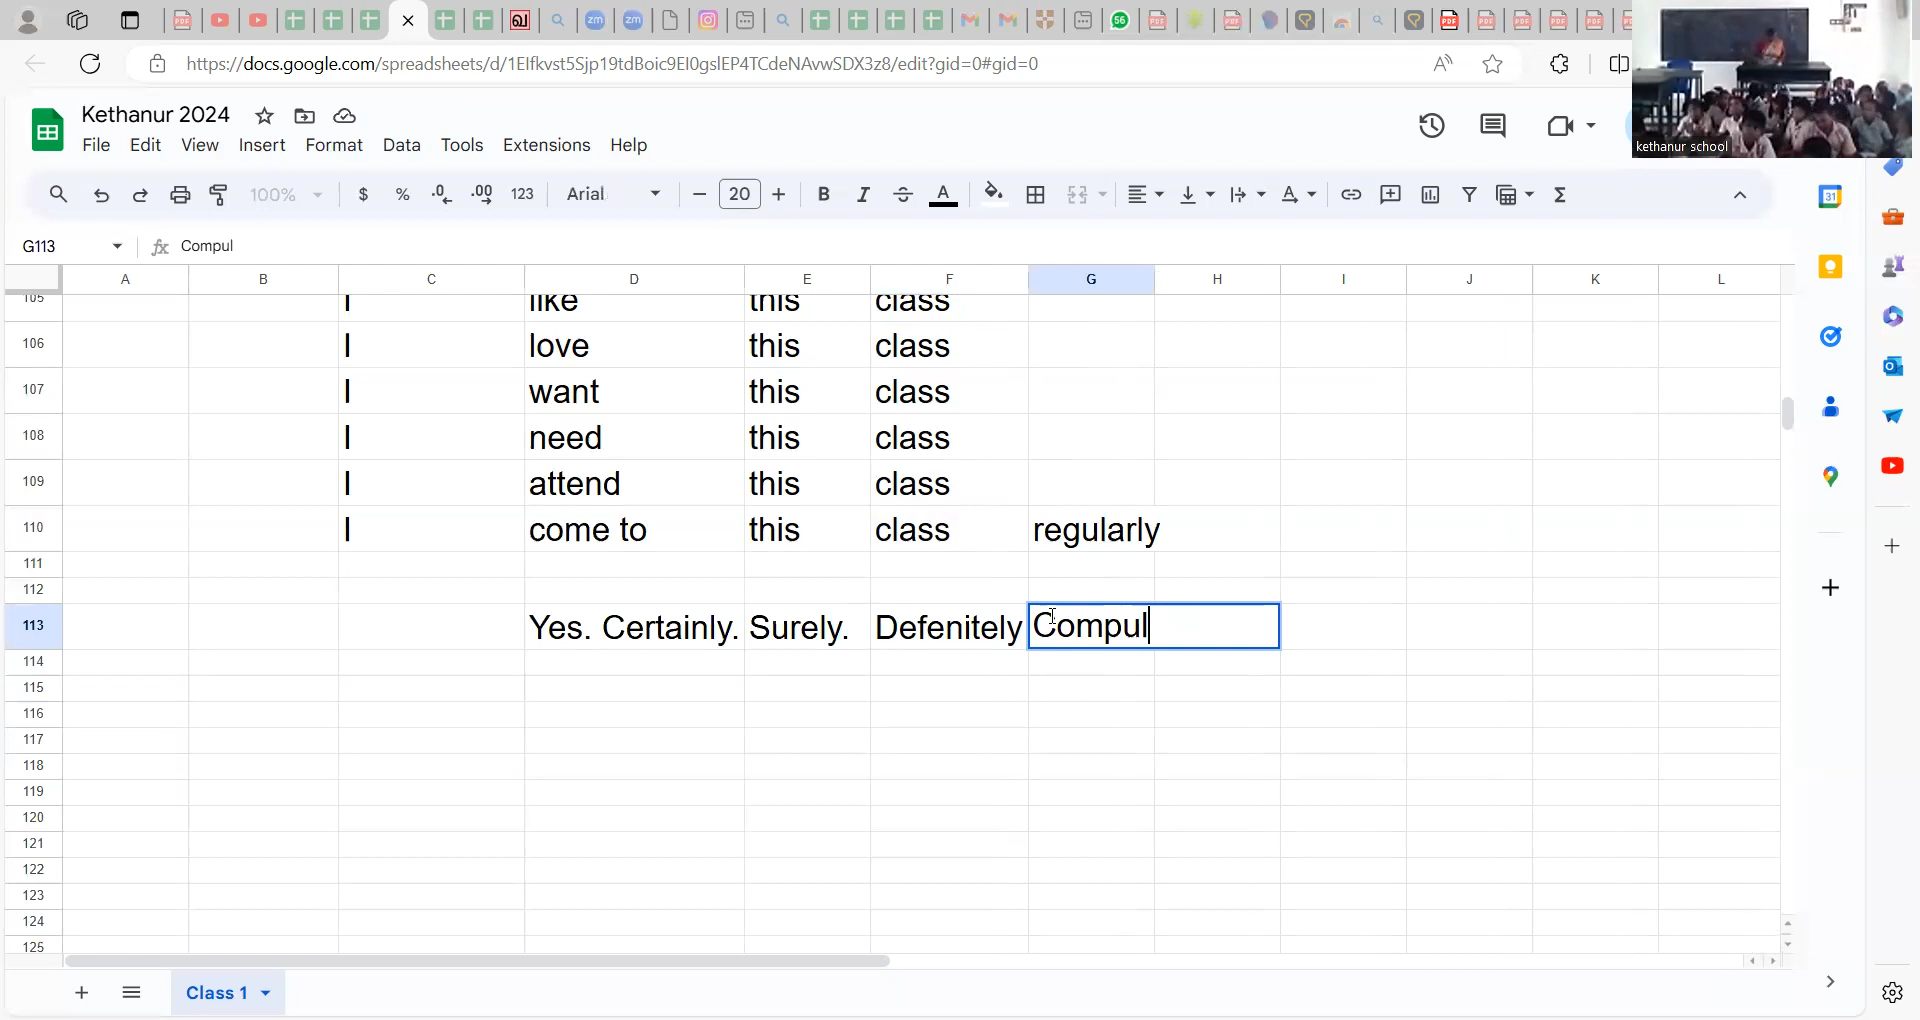 https://docs.google.com/spreadsheets/d/1EIfkvst5Sjp19tdBoic9EI0gslEP4TCdeNAvwSDX3z8/edit?gid=0#gid=0
kethanur school
Kethanur 2024
File Edit View Insert Format Data Tools Extensions Help
100% $ % .0 .00 123 Arial 20 B I S A
G113 fx Compul
A B C D E F G H I J K L
105 I like this class
106 I love this class
107 I want this class
108 I need this class
109 I attend this class
110 I come to this class regularly
111
112
113 Yes. Certainly. Surely. Defenitely Compul
114
115
116
117
118
119
120
121
122
123
124
125
Class 1